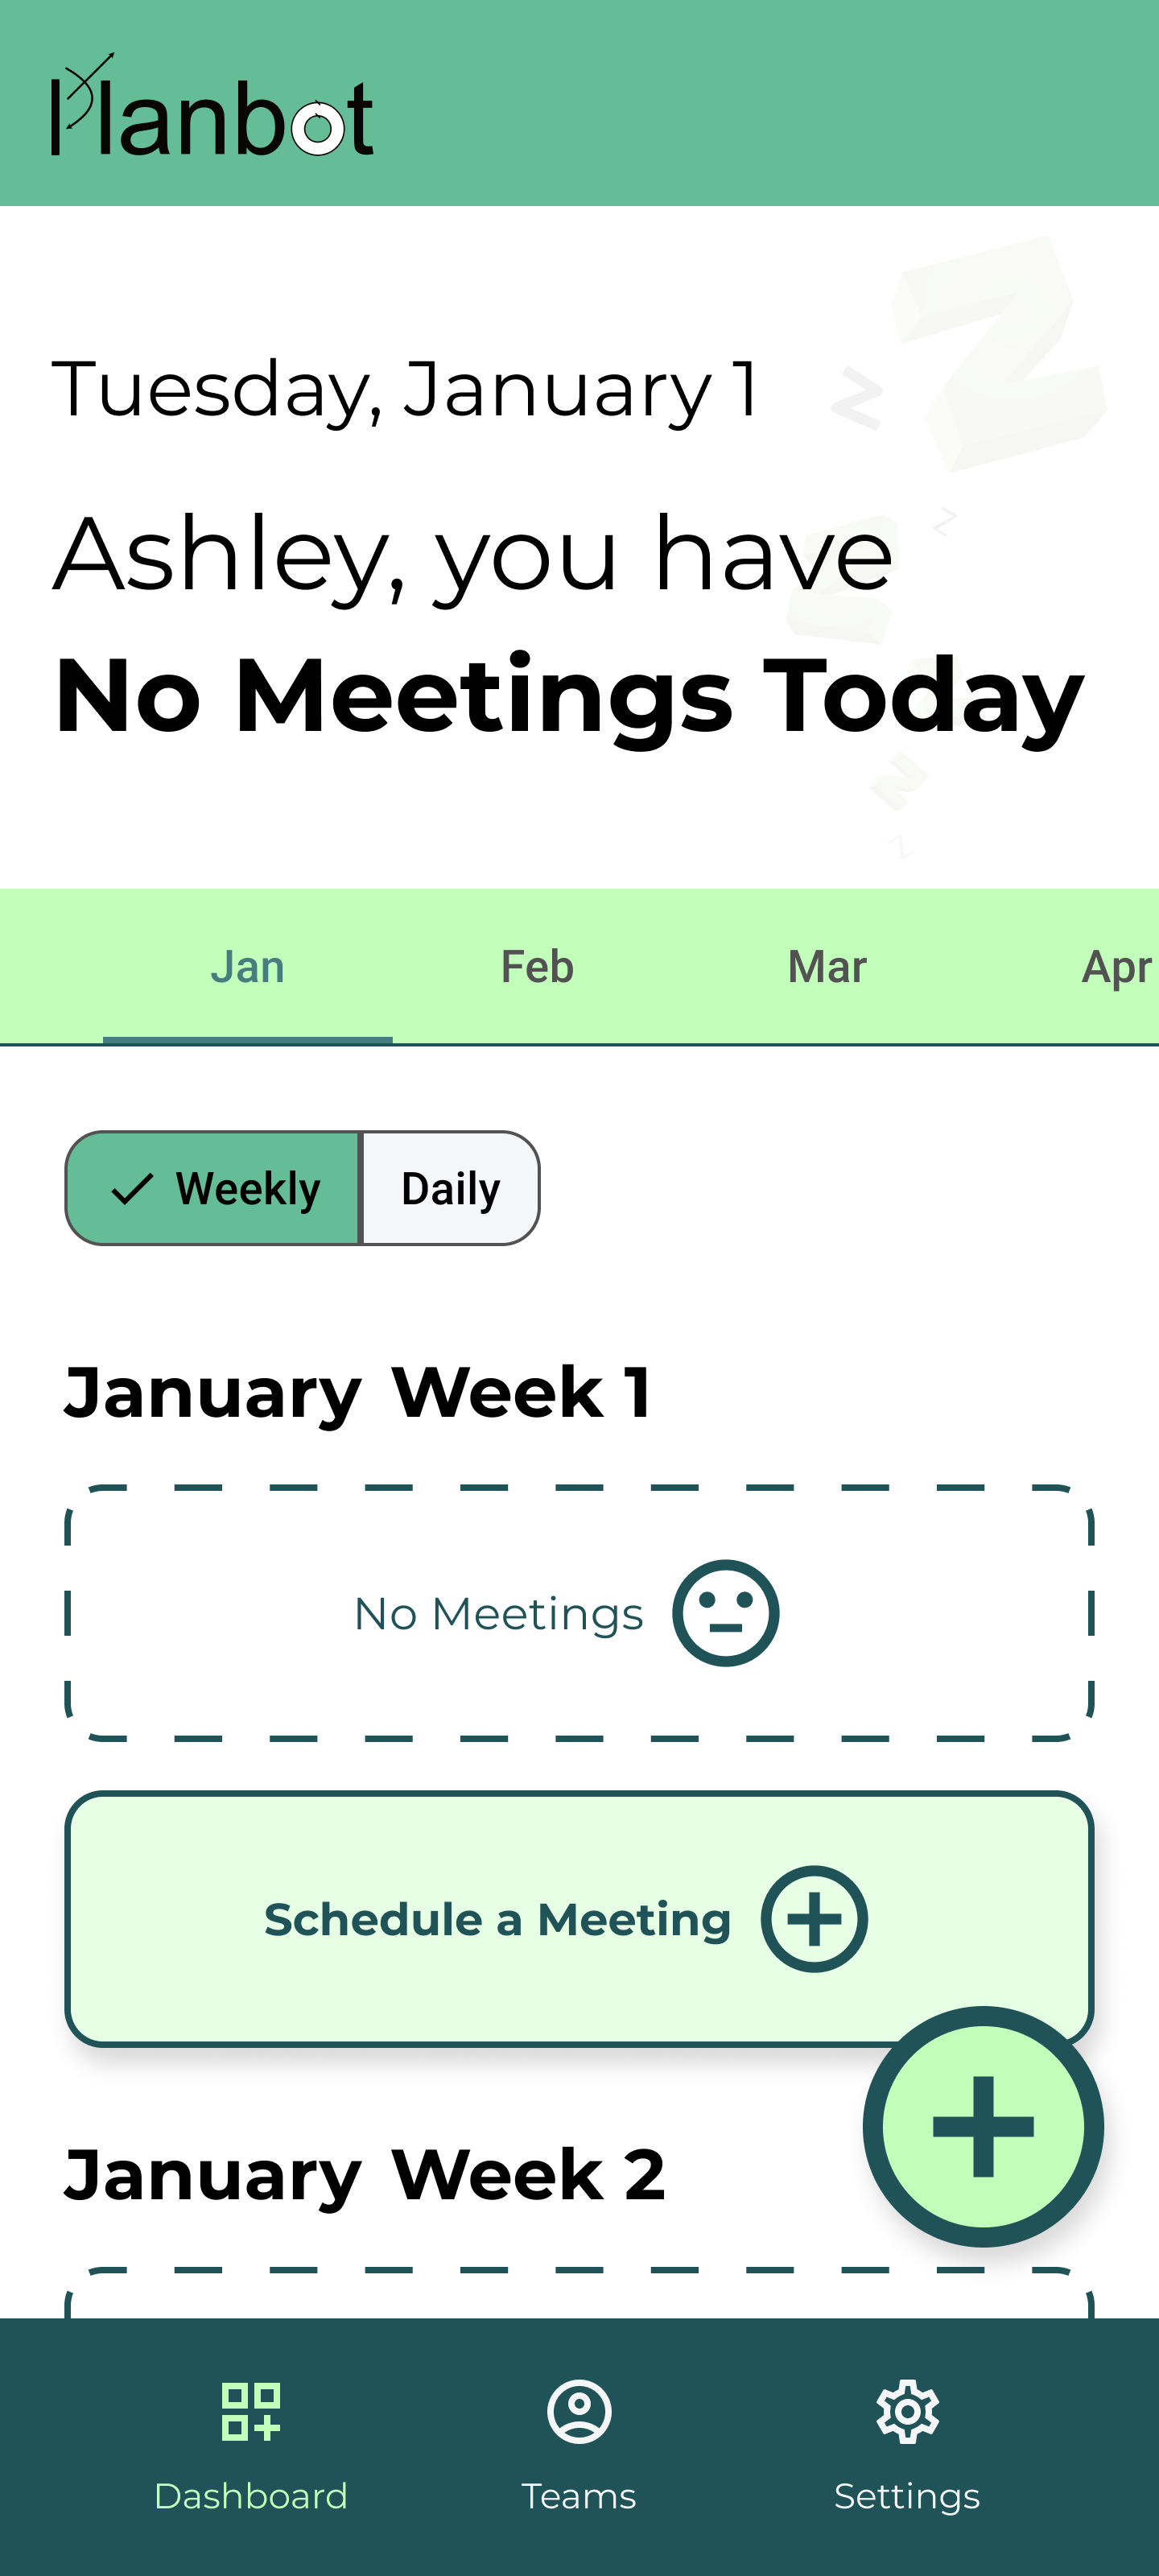 Planbot
Tuesday, January 1
Ashley, you have
No Meetings Today
Z
Z
Z
Z
Z
Z
Z
Jan Feb Mar Apr
Weekly Daily
January Week 1
No Meetings
Schedule a Meeting
January Week 2
Dashboard Teams Settings